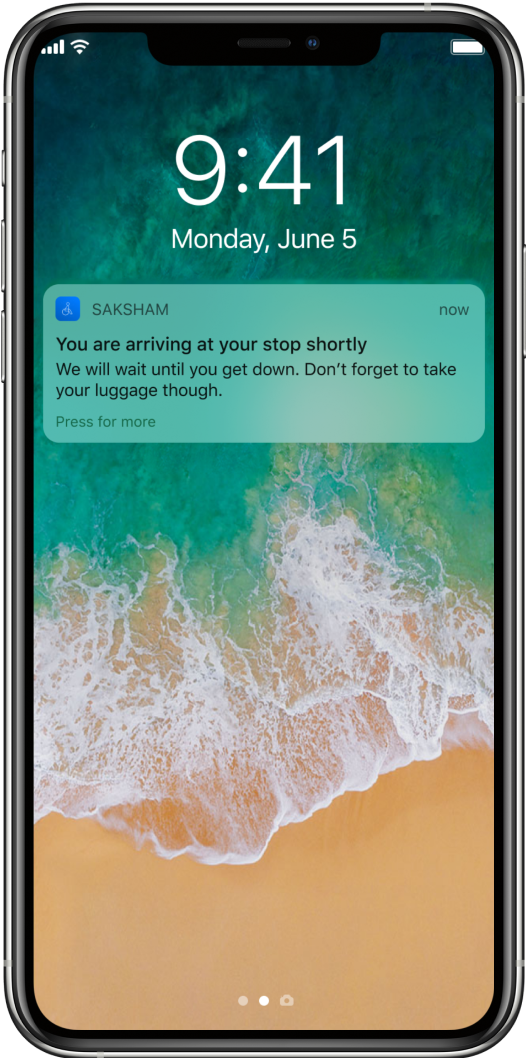 9:41
Monday, June 5
SAKSHAM now
You are arriving at your stop shortly
We will wait until you get down. Don’t forget to take
your luggage though.
Press for more